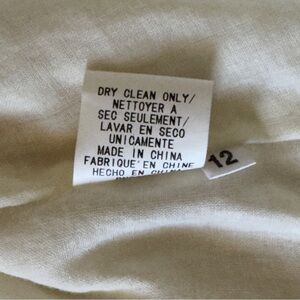 DRY CLEAN ONLY/
NETTOYER A
SEC SEULEMENT/
LAVAR EN SECO
UNICAMENTE
MADE IN CHINA
FABRIQUE' EN CHINE
HECHO EN CHINA
12